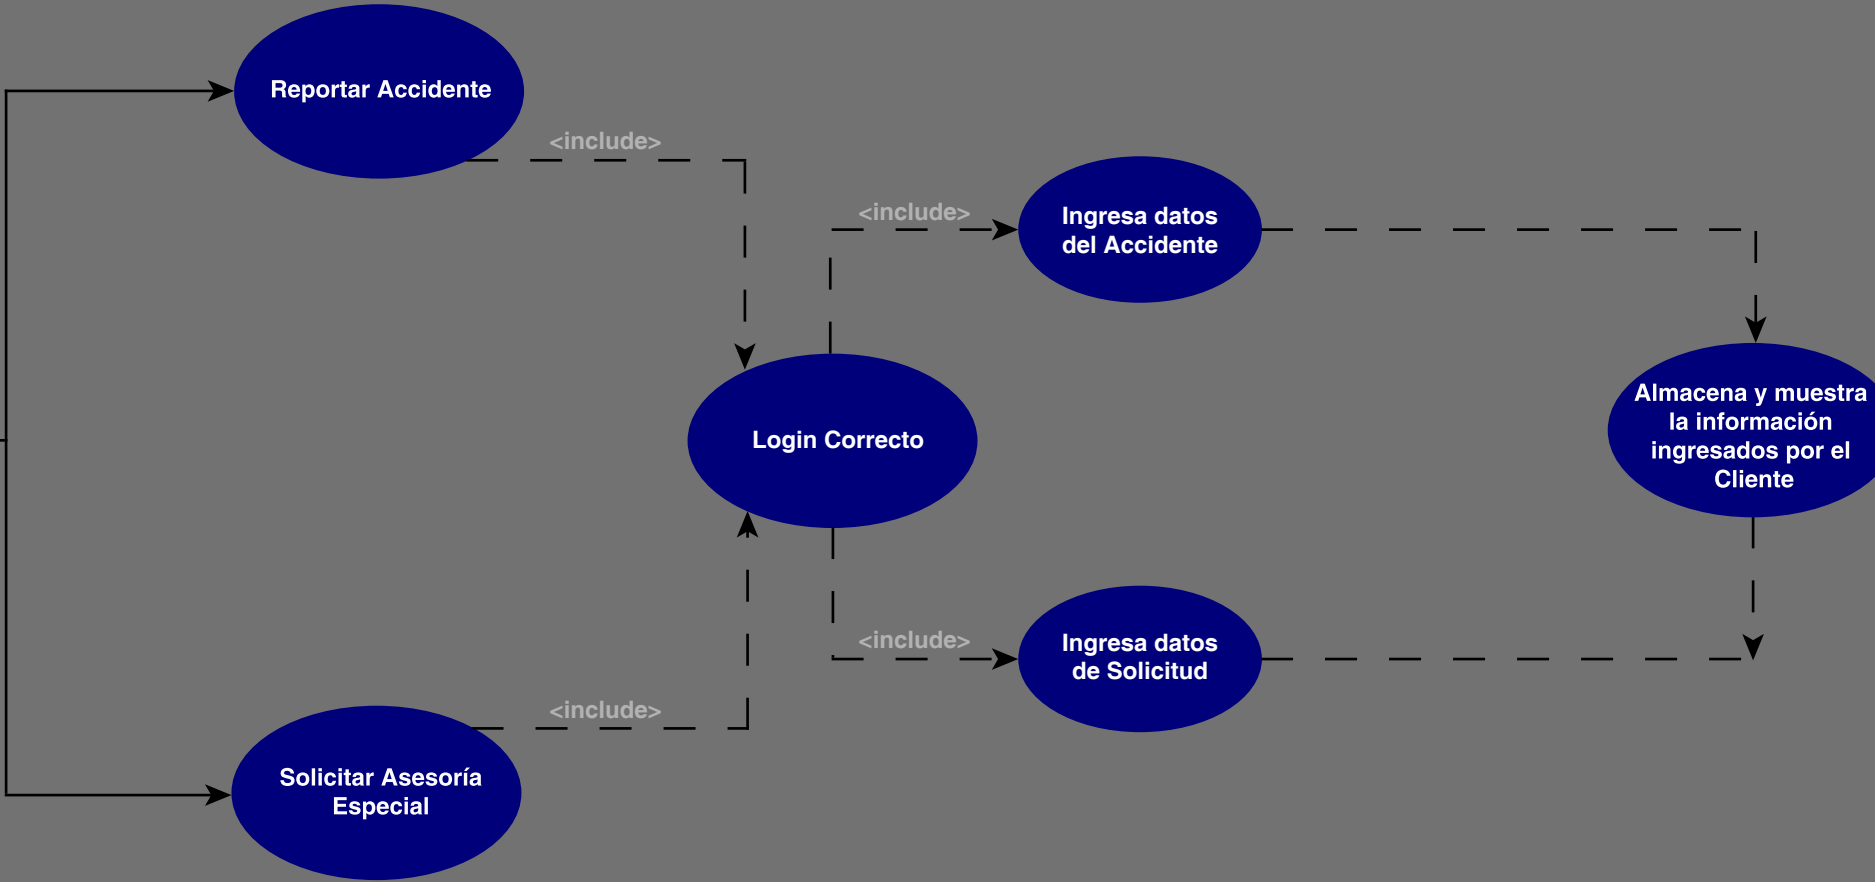 Reportar Accidente
<include>
<include>
Ingresa datos
del Accidente
Almacena y muestra
la información
ingresados por el
Cliente
Login Correcto
<include>
Ingresa datos
de Solicitud
<include>
Solicitar Asesoría
Especial